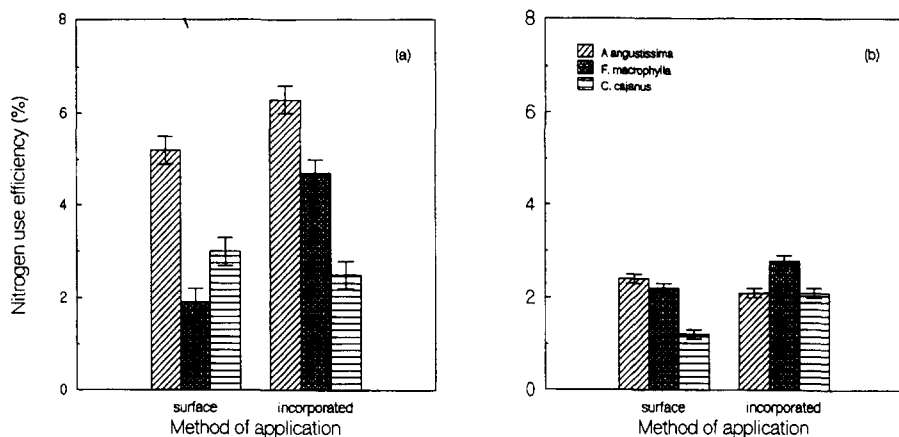 Nitrogen use efficiency (%)
8
6
4
2
0
(a)
surface incorporated
Method of application
8
6
4
2
0
(b)
A angustissima
F. macrophylla
C. cajanus
surface incorporated
Method of application